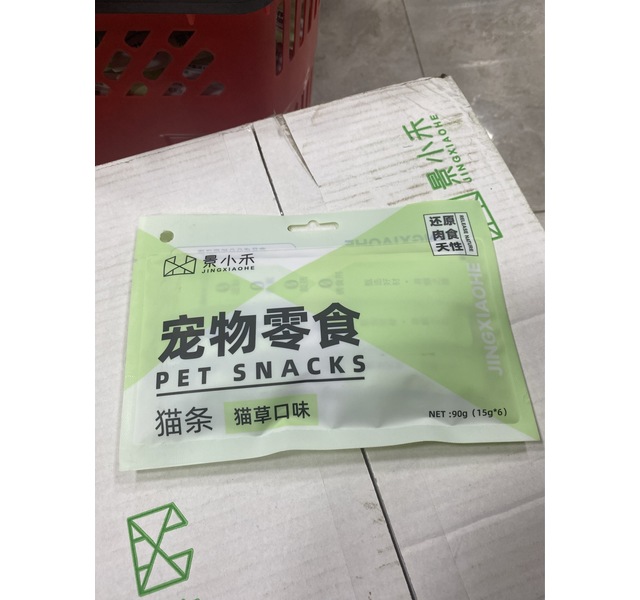 景小禾
JINGXIAOHE
景小禾
JINGXIAOHE
还原
肉食
天性
宠物零食
PET SNACKS
猫条
猫草口味
NET :90g（15g*6）
JINGXIAOHE